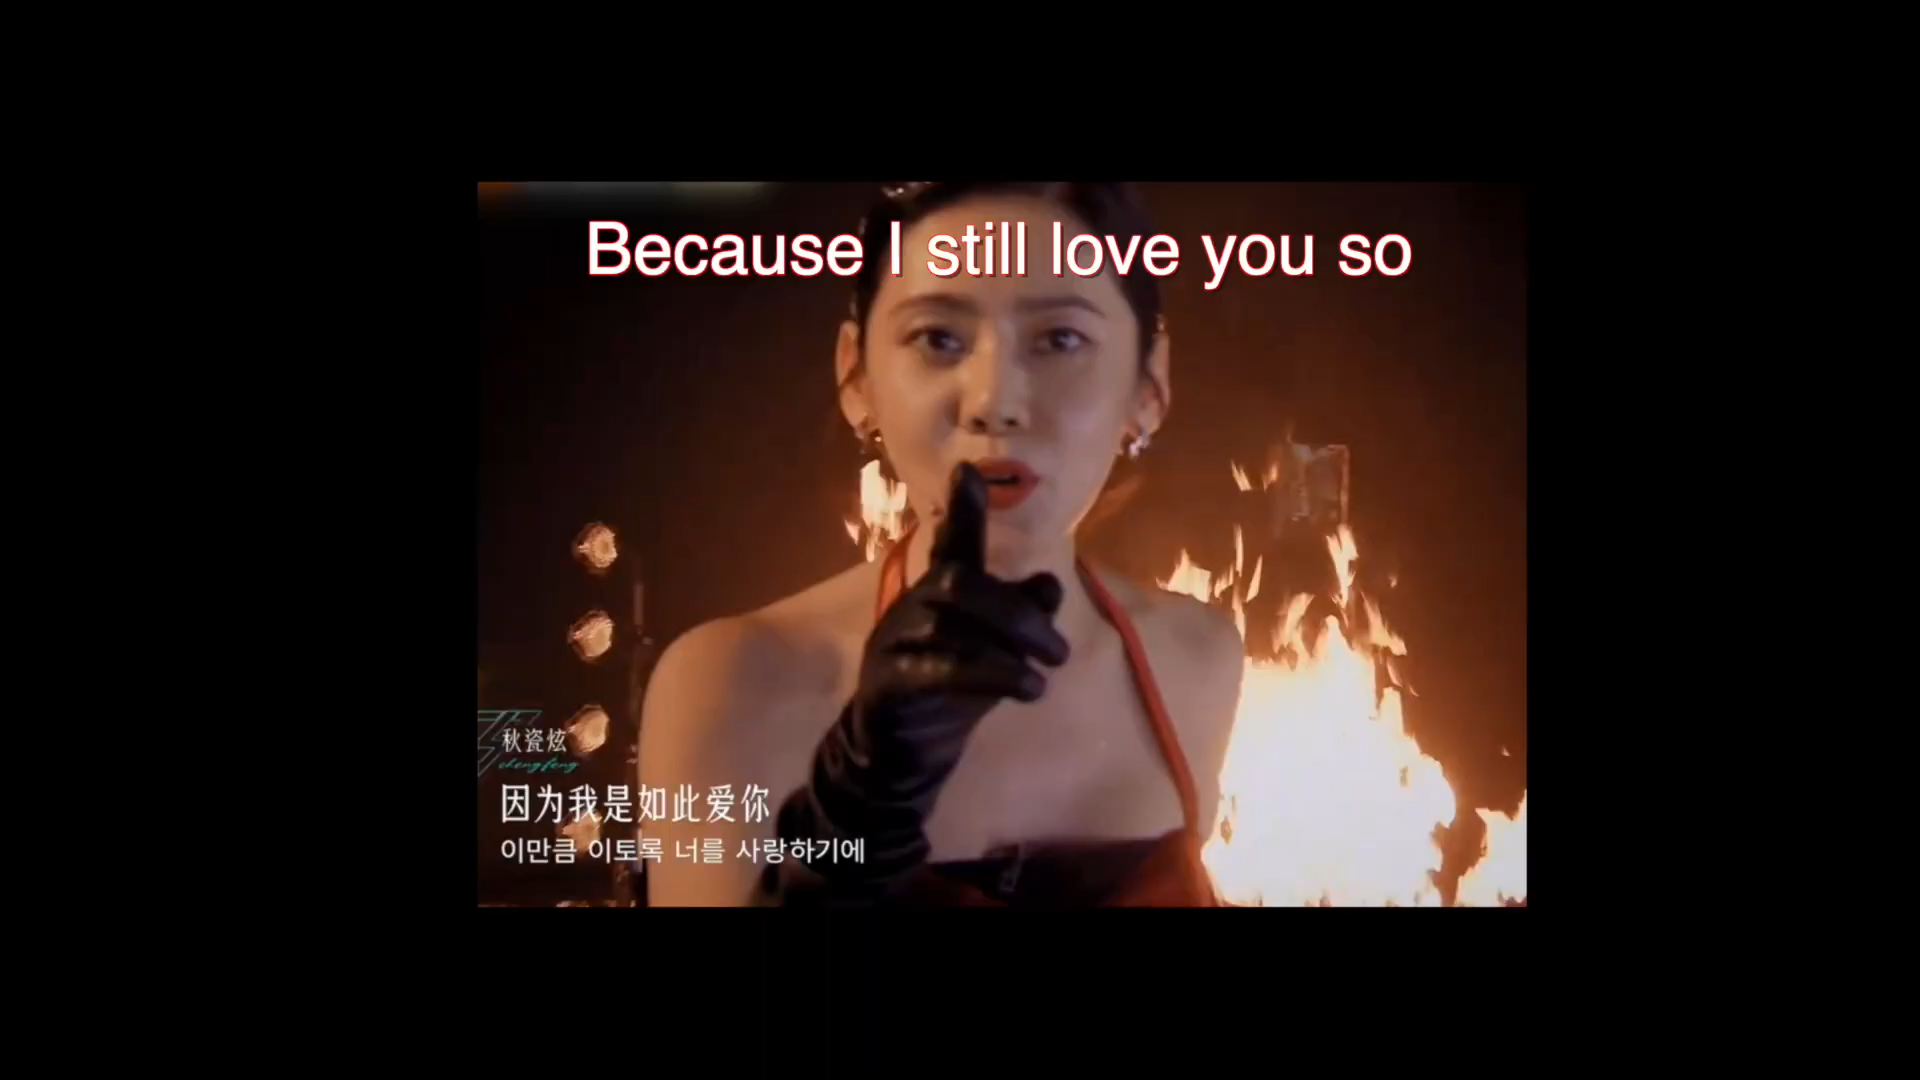 Because I still love you so
秋瓷炫
chengfeng
因为我是如此爱你
이만큼 이토록 너를 사랑하기에